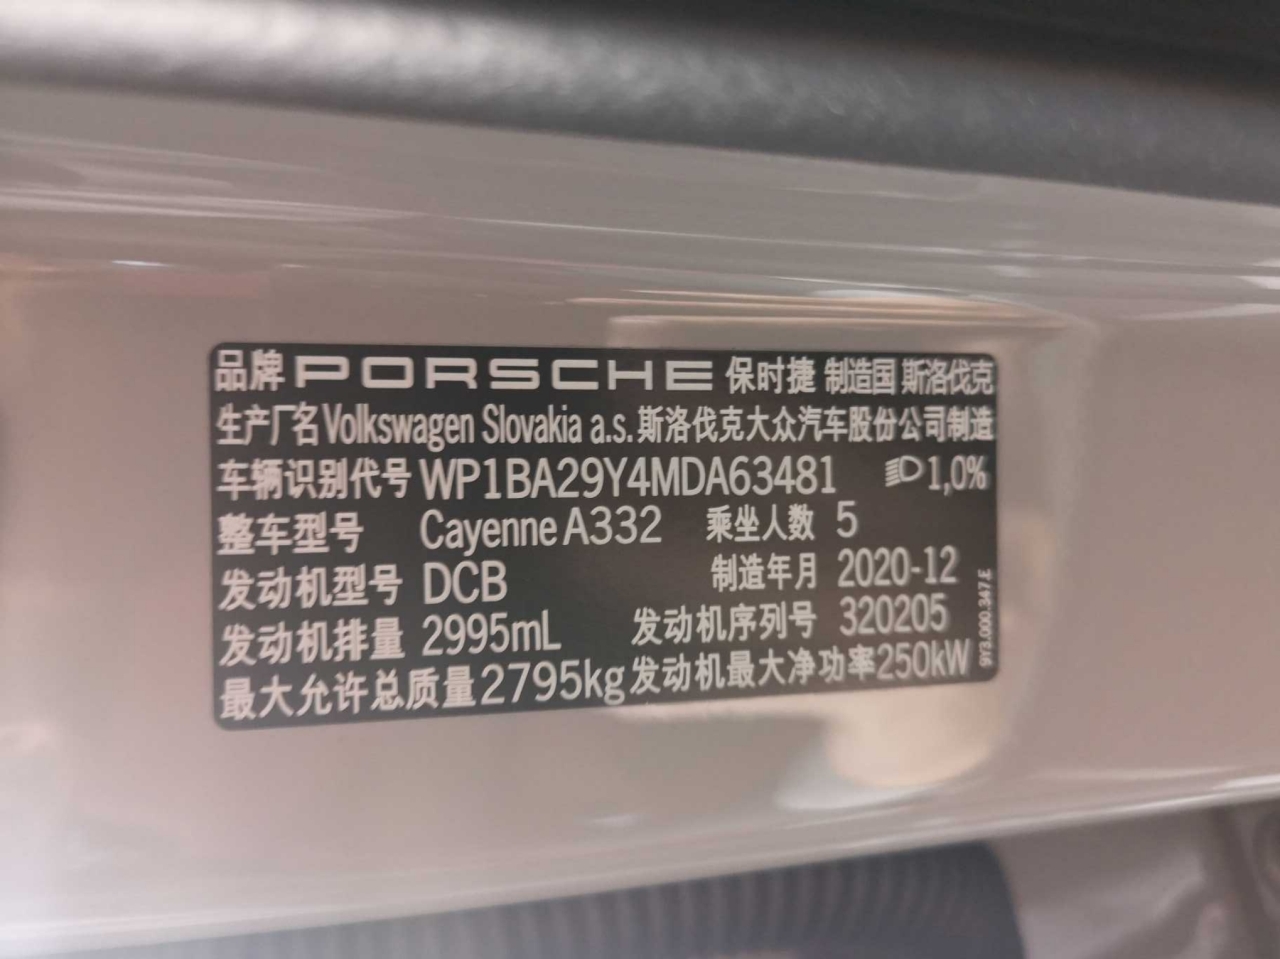 品牌 PORSCHE 保时捷 制造国 斯洛伐克
生产厂名 Volkswagen Slovakia a.s. 斯洛伐克大众汽车股份公司制造
车辆识别代号 WP1BA29Y4MDA63481 1,0%
整车型号 Cayenne A332 乘坐人数 5
发动机型号 DCB 制造年月 2020-12
发动机排量 2995mL 发动机序列号 320205
最大允许总质量 2795kg 发动机最大净功率 250kW
973.000.347.E